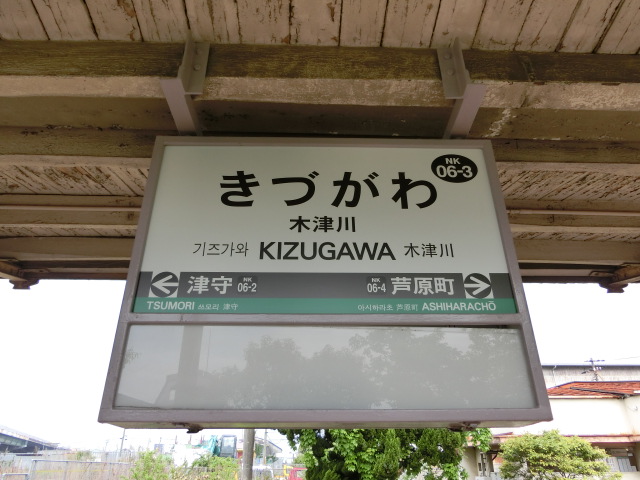 NK
06-3
きづがわ
木津川
기즈가와 KIZUGAWA 木津川
津守 NK 06-2 NK 06-4 芦原町
TSUMORI 쓰모리 津守 아시하라초 芦原町 ASHIHARACHŌ